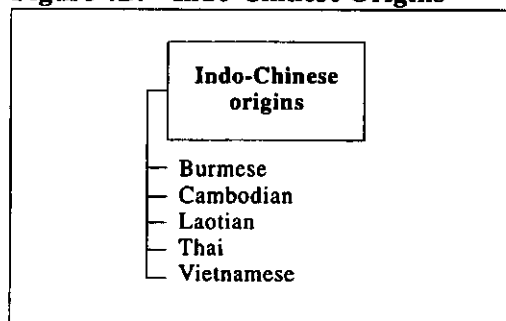 Indo-Chinese
origins
Burmese
Cambodian
Laotian
Thai
Vietnamese